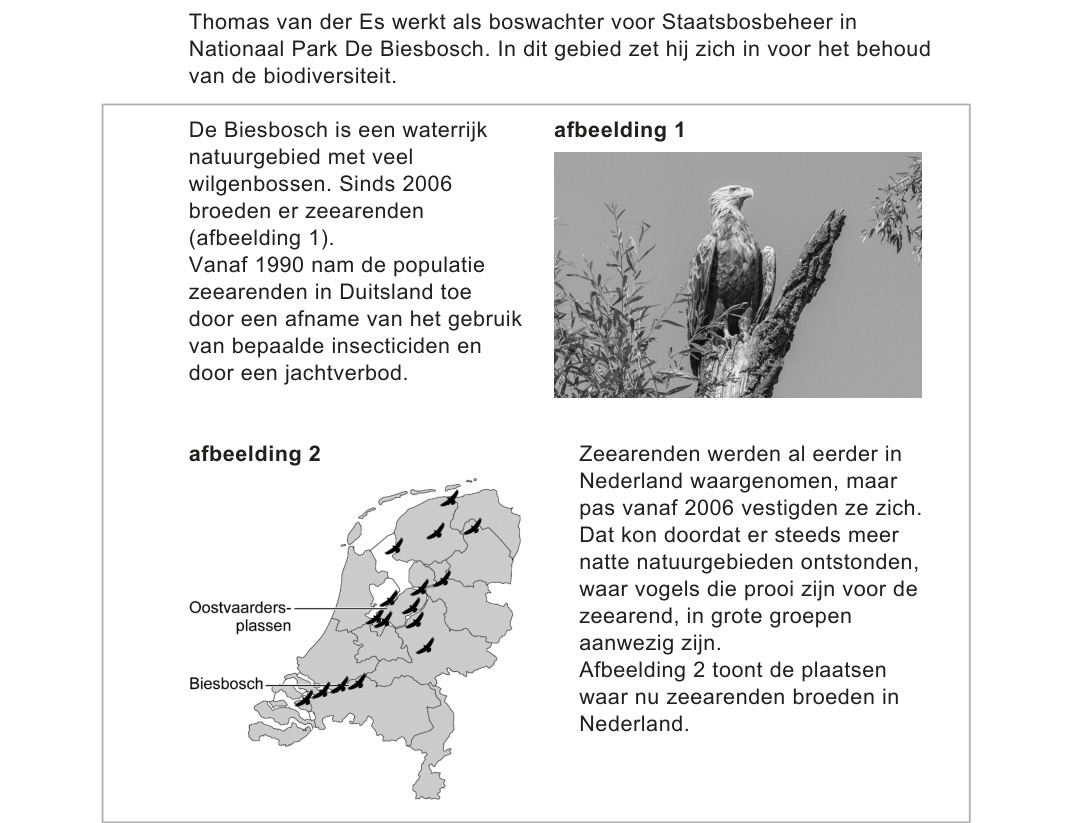 Thomas van der Es werkt als boswachter voor Staatsbosbeheer in
Nationaal Park De Biesbosch. In dit gebied zet hij zich in voor het behoud
van de biodiversiteit.
De Biesbosch is een waterrijk
natuurgebied met veel
wilgenbossen. Sinds 2006
broeden er zeearenden
(afbeelding 1).
Vanaf 1990 nam de populatie
zeearenden in Duitsland toe
door een afname van het gebruik
van bepaalde insecticiden en
door een jachtverbod.
afbeelding 1
afbeelding 2
Oostvaarders-
plassen
Biesbosch
Zeearenden werden al eerder in
Nederland waargenomen, maar
pas vanaf 2006 vestigden ze zich.
Dat kon doordat er steeds meer
natte natuurgebieden ontstonden,
waar vogels die prooi zijn voor de
zeearend, in grote groepen
aanwezig zijn.
Afbeelding 2 toont de plaatsen
waar nu zeearenden broeden in
Nederland.